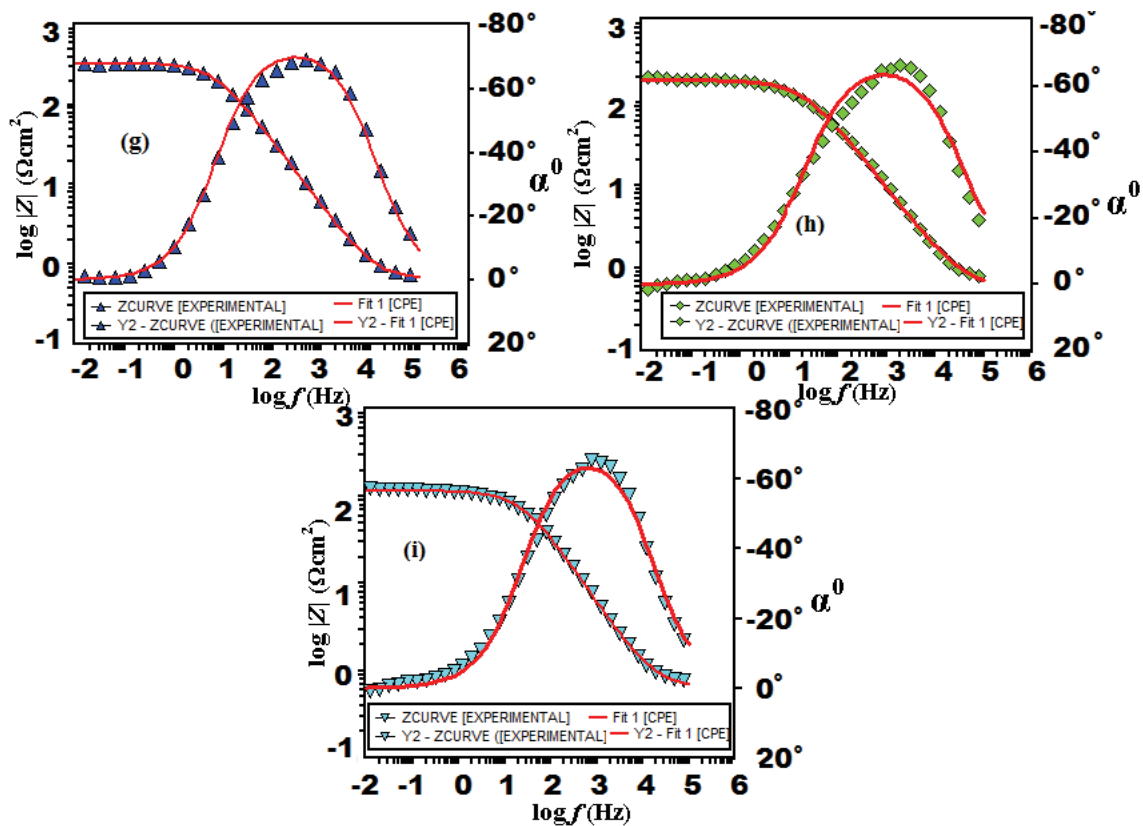 3
2
1
0
-1
log |Z| (Ωcm²)
(g)
-80°
-60°
-40°
-20°
0°
20°
α⁰
ZCURVE [EXPERIMENTAL] Fit 1 [CPE]
Y2 - ZCURVE ([EXPERIMENTAL] Y2 - Fit 1 [CPE]
-2 -1 0 1 2 3 4 5 6
log f (Hz)
3
2
1
0
-1
log |Z| (Ωcm²)
(h)
-80°
-60°
-40°
-20°
0°
20°
α⁰
ZCURVE [EXPERIMENTAL] Fit 1 [CPE]
Y2 - ZCURVE ([EXPERIMENTAL] Y2 - Fit 1 [CPE]
-2 -1 0 1 2 3 4 5 6
log f (Hz)
3
2
1
0
-1
log |Z| (Ωcm²)
(i)
-80°
-60°
-40°
-20°
0°
20°
α⁰
ZCURVE [EXPERIMENTAL] Fit 1 [CPE]
Y2 - ZCURVE ([EXPERIMENTAL] Y2 - Fit 1 [CPE]
-2 -1 0 1 2 3 4 5 6
log f (Hz)